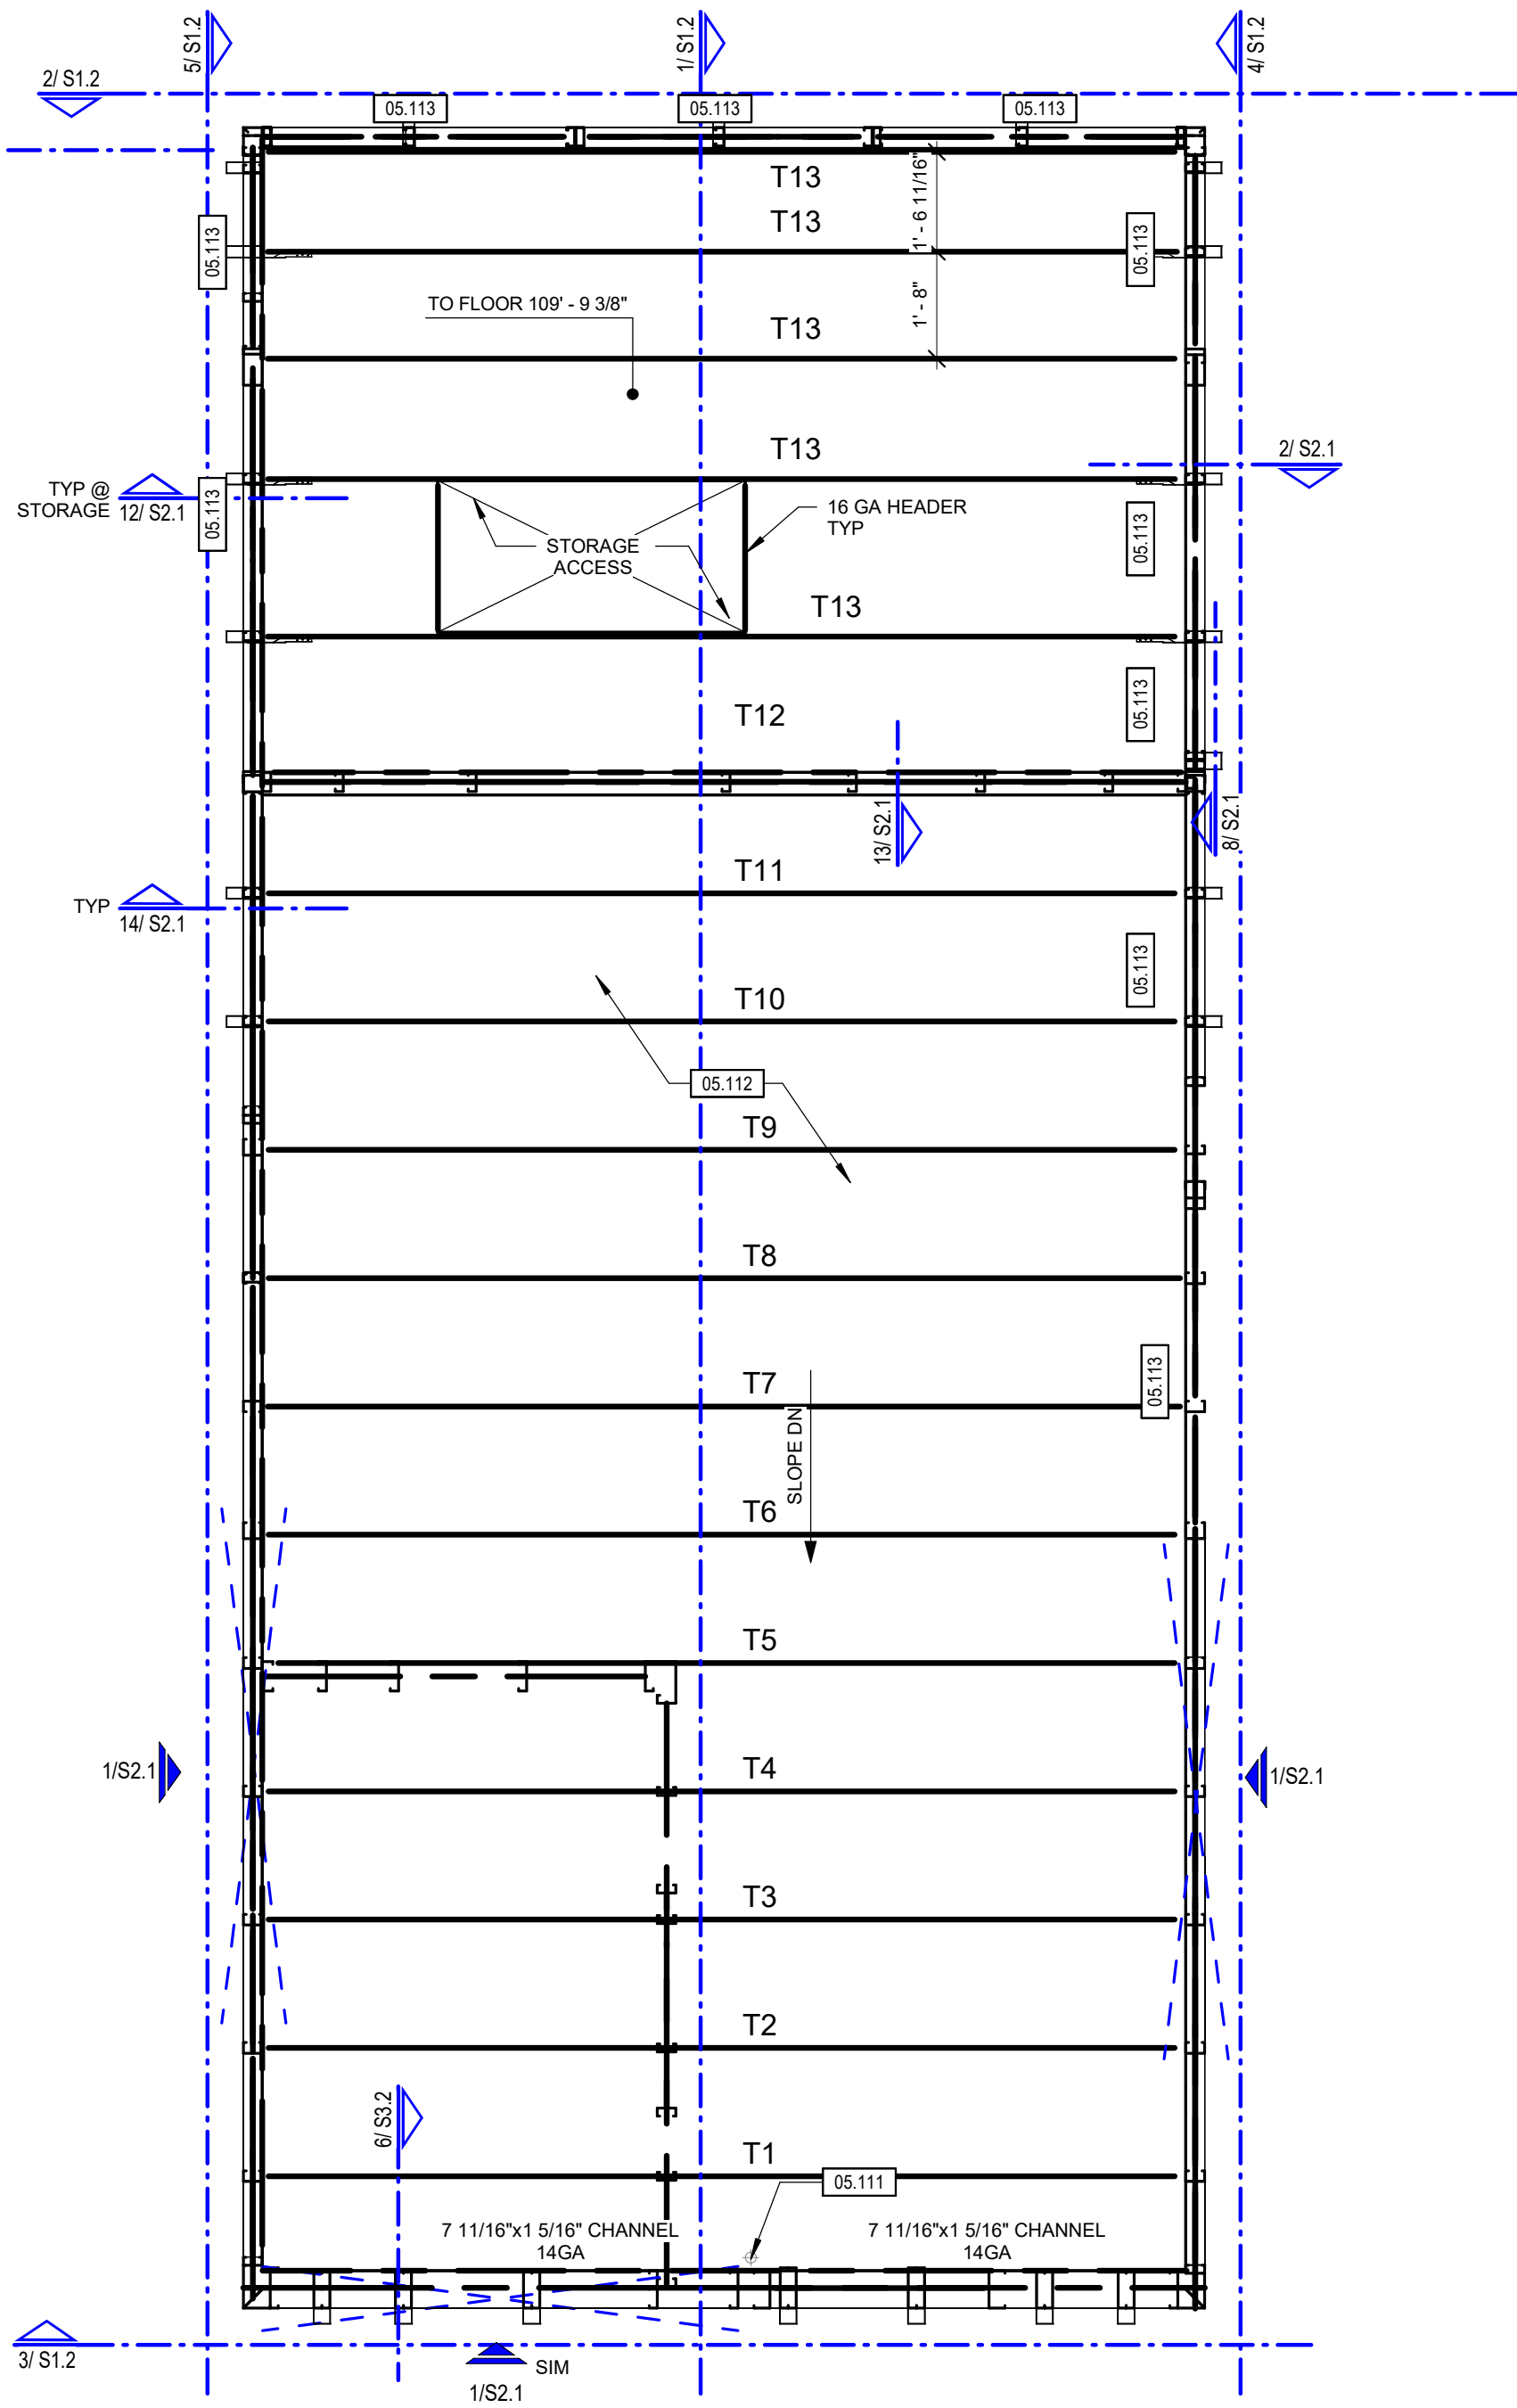 5/ S1.2
1/ S1.2
4/ S1.2
2/ S1.2
05.113
05.113
05.113
T13
1' - 6 11/16"
T13
05.113
05.113
1' - 8"
TO FLOOR 109' - 9 3/8"
T13
T13
2/ S2.1
TYP @
STORAGE
12/ S2.1
05.113
16 GA HEADER
TYP
05.113
STORAGE
ACCESS
T13
05.113
T12
13/ S2.1
8/ S2.1
T11
TYP
14/ S2.1
05.113
T10
05.112
T9
T8
T7
05.113
SLOPE DN
T6
T5
1/S2.1
T4
1/S2.1
T3
T2
6/ S3.2
T1
05.111
7 11/16"x1 5/16" CHANNEL
14GA
7 11/16"x1 5/16" CHANNEL
14GA
3/ S1.2
SIM
1/S2.1